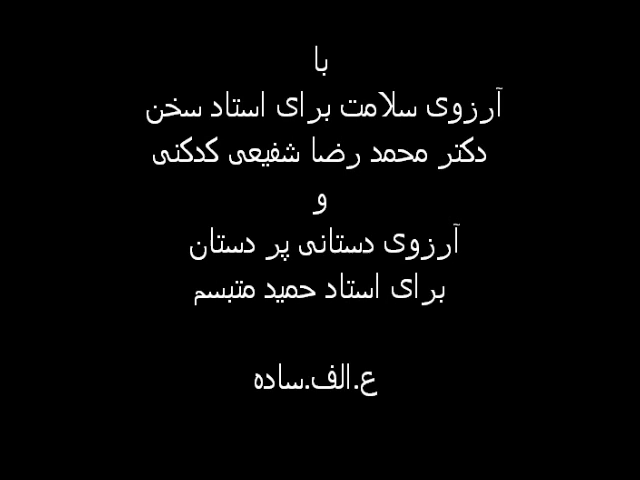 با
آرزوی سلامت برای استاد سخن
دکتر محمد رضا شفیعی کدکنی
و
آرزوی دستانی پر دستان
برای استاد حمید متبسم
ع.الف.ساده